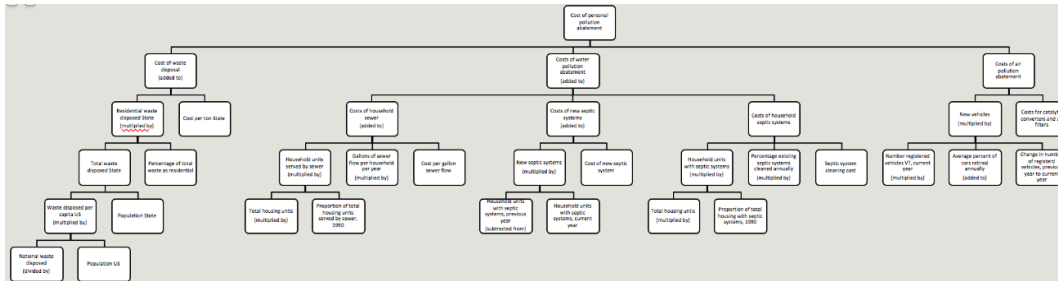 Cost of personal
pollution
abatement
Cost of waste
disposal
(added to)
Costs of water
pollution
abatement
(added to)
Costs of air
pollution
abatement
Residential waste
disposed State
(multiplied by)
Cost per ton State
Costs of household
sewer
(added to)
Costs of new septic
systems
(added to)
Costs of household
septic systems
New vehicles
(multiplied by)
Costs for
converters and
filters
Total waste
disposed State
Percentage of total
waste as residential
Household units
served by sewer
(multiplied by)
Gallons of sewer
flow per household
per year
(multiplied by)
Cost per gallon
sewer flow
New septic systems
(multiplied by)
Cost of new septic
system
Household units
with septic systems
(multiplied by)
Percentage existing
septic systems
cleaned annually
(multiplied by)
Septic system
cleaning cost
Number registered
vehicles VT, current
year
(multiplied by)
Average percent of
cars retired
annually
(added to)
Change in
of registerd
vehicles,
year to current
Waste disposed per
capita US
(multiplied by)
Population State
Total housing units
(multiplied by)
Proportion of total
housing units
served by sewer,
1990
Household units
with septic
systems, previous
year
(subtracted from)
Household units
with septic
systems, current
year
Total housing units
(multiplied by)
Proportion of total
housing with septic
systems, 1990
National waste
disposed
(divided by)
Population US